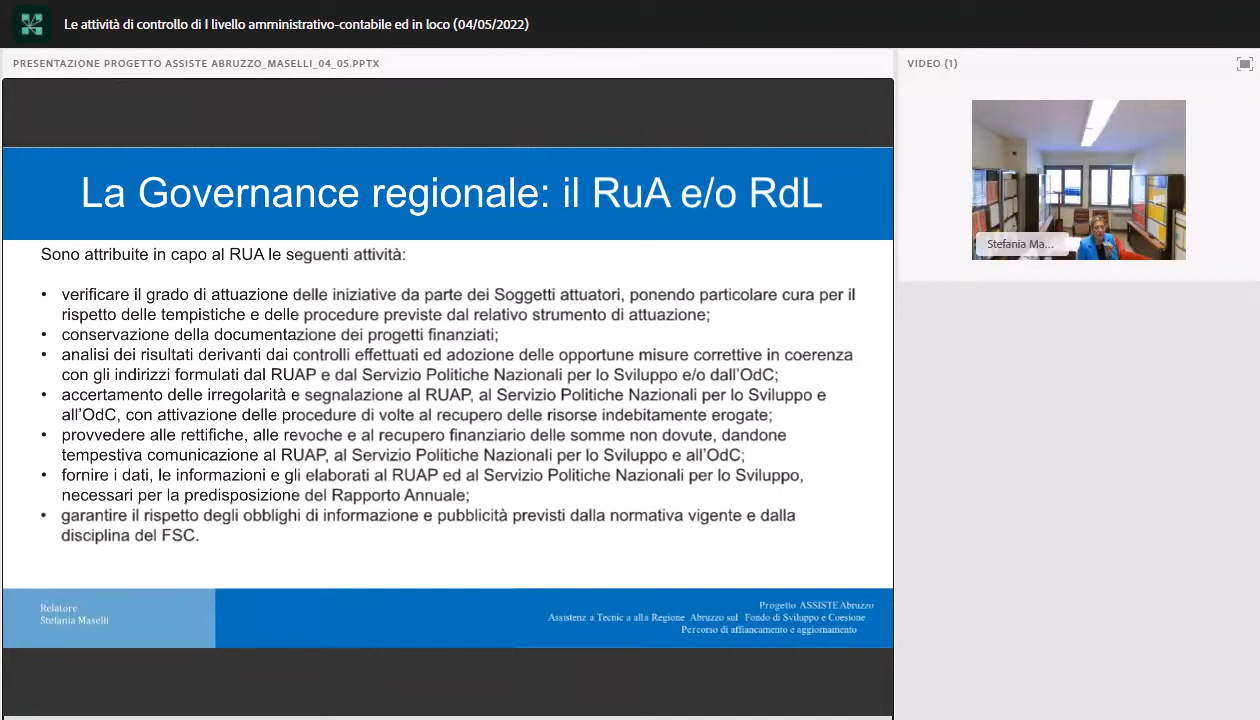 Le attività di controllo di I livello amministrativo-contabile ed in loco (04/05/2022)
PRESENTAZIONE PROGETTO ASSISTE ABRUZZO_MASELLI_04_05.PPTX
VIDEO (1)
La Governance regionale: il RuA e/o RdL
Sono attribuite in capo al RUA le seguenti attività:
• verificare il grado di attuazione delle iniziative da parte dei Soggetti attuatori, ponendo particolare cura per il
rispetto delle tempistiche e delle procedure previste dal relativo strumento di attuazione;
• conservazione della documentazione dei progetti finanziati;
• analisi dei risultati derivanti dai controlli effettuati ed adozione delle opportune misure correttive in coerenza
con gli indirizzi formulati dal RUAP e dal Servizio Politiche Nazionali per lo Sviluppo e/o dall'OdC;
• accertamento delle irregolarità e segnalazione al RUAP, al Servizio Politiche Nazionali per lo Sviluppo e
all'OdC, con attivazione delle procedure di volte al recupero delle risorse indebitamente erogate;
• provvedere alle rettifiche, alle revoche e al recupero finanziario delle somme non dovute, dandone
tempestiva comunicazione al RUAP, al Servizio Politiche Nazionali per lo Sviluppo e all'OdC;
• fornire i dati, le informazioni e gli elaborati al RUAP ed al Servizio Politiche Nazionali per lo Sviluppo,
necessari per la predisposizione del Rapporto Annuale;
• garantire il rispetto degli obblighi di informazione e pubblicità previsti dalla normativa vigente e dalla
disciplina del FSC.
Relatore
Stefania Maselli
Progetto ASSISTE Abruzzo
Assistenz a Tecnic a alla Regione Abruzzo sul Fondo di Sviluppo e Coesione
Percorso di affiancamento e aggiornamento
Stefania Ma...